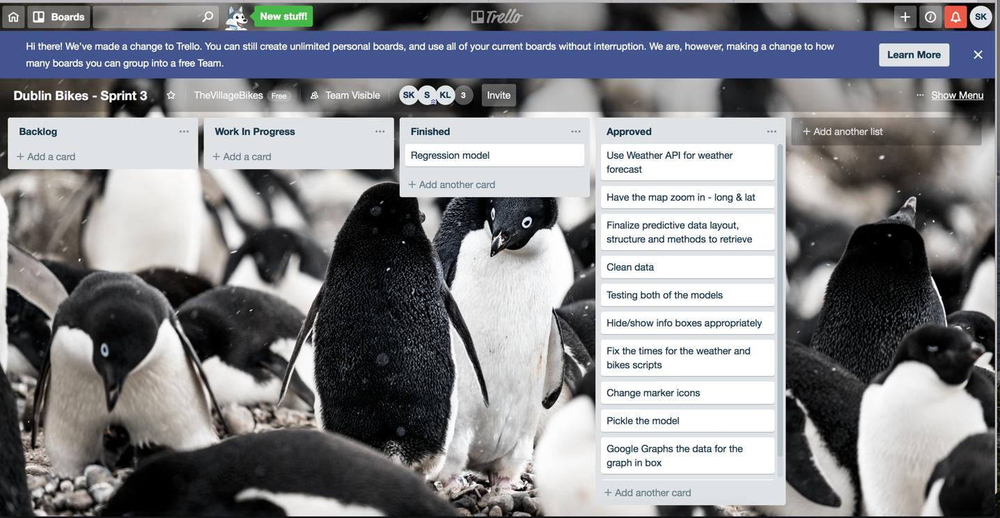 Boards
New stuff!
Trello
SK
Hi there! We've made a change to Trello. You can still create unlimited personal boards, and use all of your current boards without interruption. We are, however, making a change to how
many boards you can group into a free Team.
Learn More
Dublin Bikes - Sprint 3
TheVillageBikes Free
Team Visible
SK S KL 3
Invite
... Show Menu
Backlog ...
+ Add a card
Work In Progress ...
+ Add a card
Finished ...
Regression model
+ Add another card
Approved ...
Use Weather API for weather
forecast
Have the map zoom in - long & lat
Finalize predictive data layout,
structure and methods to retrieve
Clean data
Testing both of the models
Hide/show info boxes appropriately
Fix the times for the weather and
bikes scripts
Change marker icons
Pickle the model
Google Graphs the data for the
graph in box
+ Add another card
+ Add another list